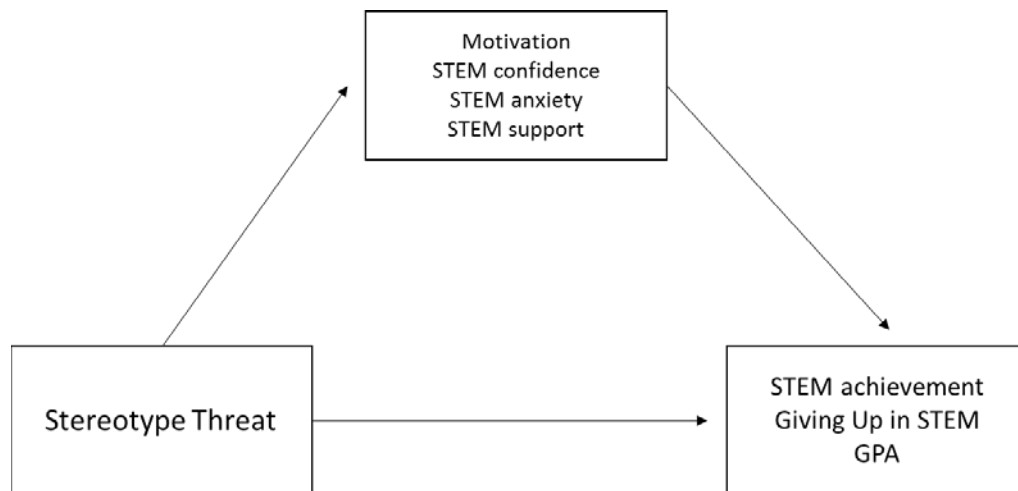 Motivation
STEM confidence
STEM anxiety
STEM support
Stereotype Threat
STEM achievement
Giving Up in STEM
GPA